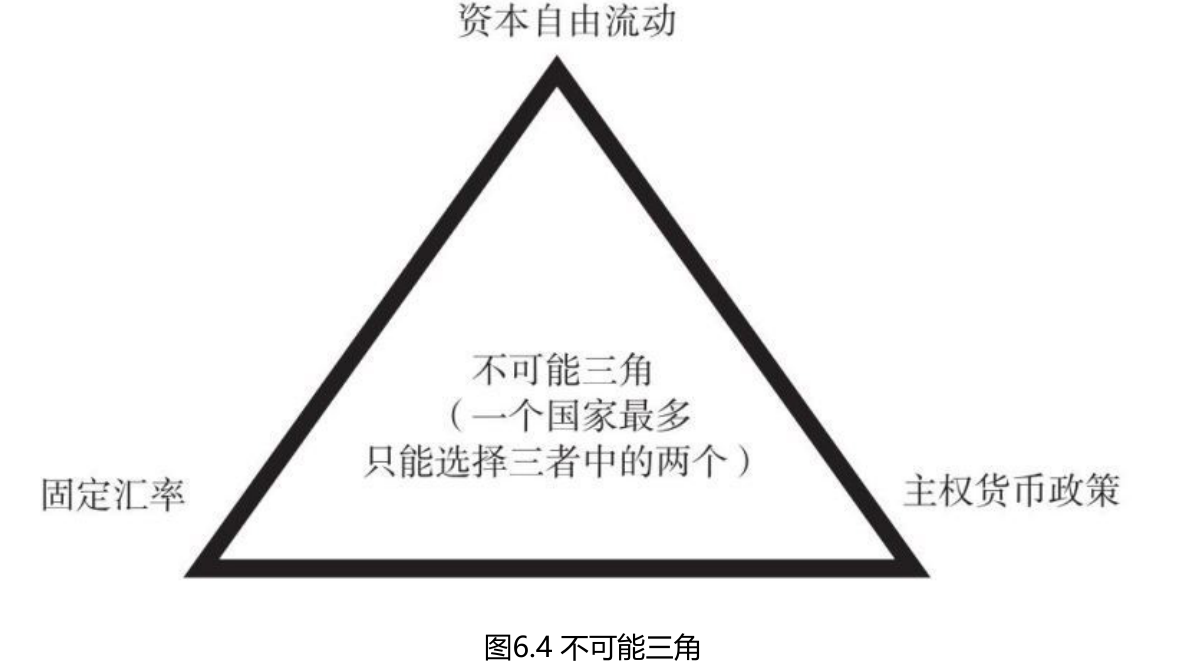 资本自由流动
不可能三角
（一个国家最多
只能选择三者中的两个）
固定汇率
主权货币政策
图6.4 不可能三角